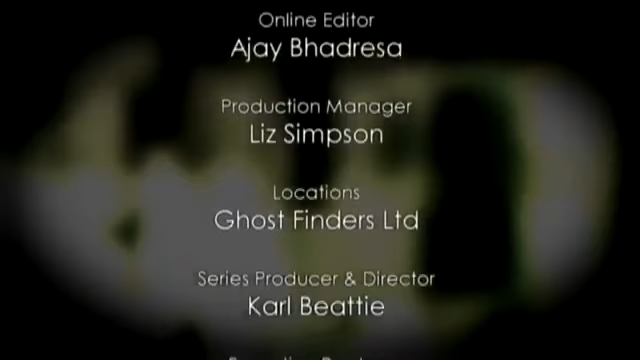 Online Editor
Ajay Bhadresa
Production Manager
Liz Simpson
Locations
Ghost Finders Ltd
Series Producer & Director
Karl Beattie